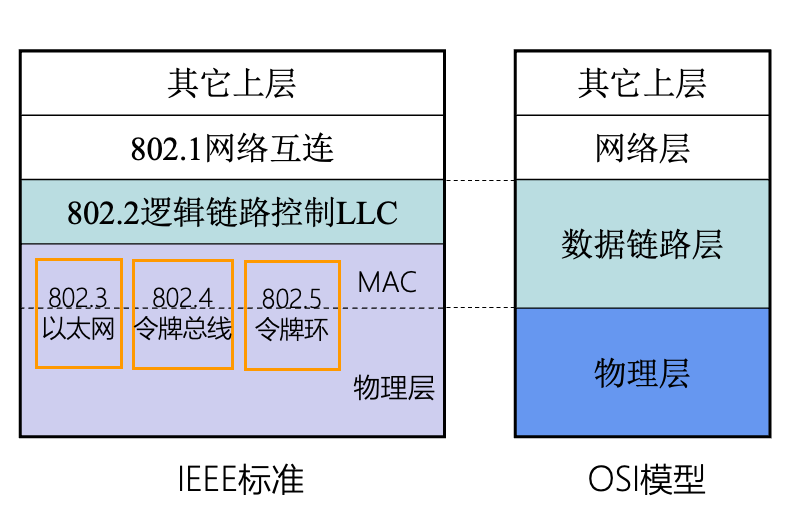 其它上层
802.1网络互连
802.2逻辑链路控制LLC
802.3
以太网
802.4
令牌总线
802.5
令牌环
MAC
物理层
IEEE标准
其它上层
网络层
数据链路层
物理层
OSI模型